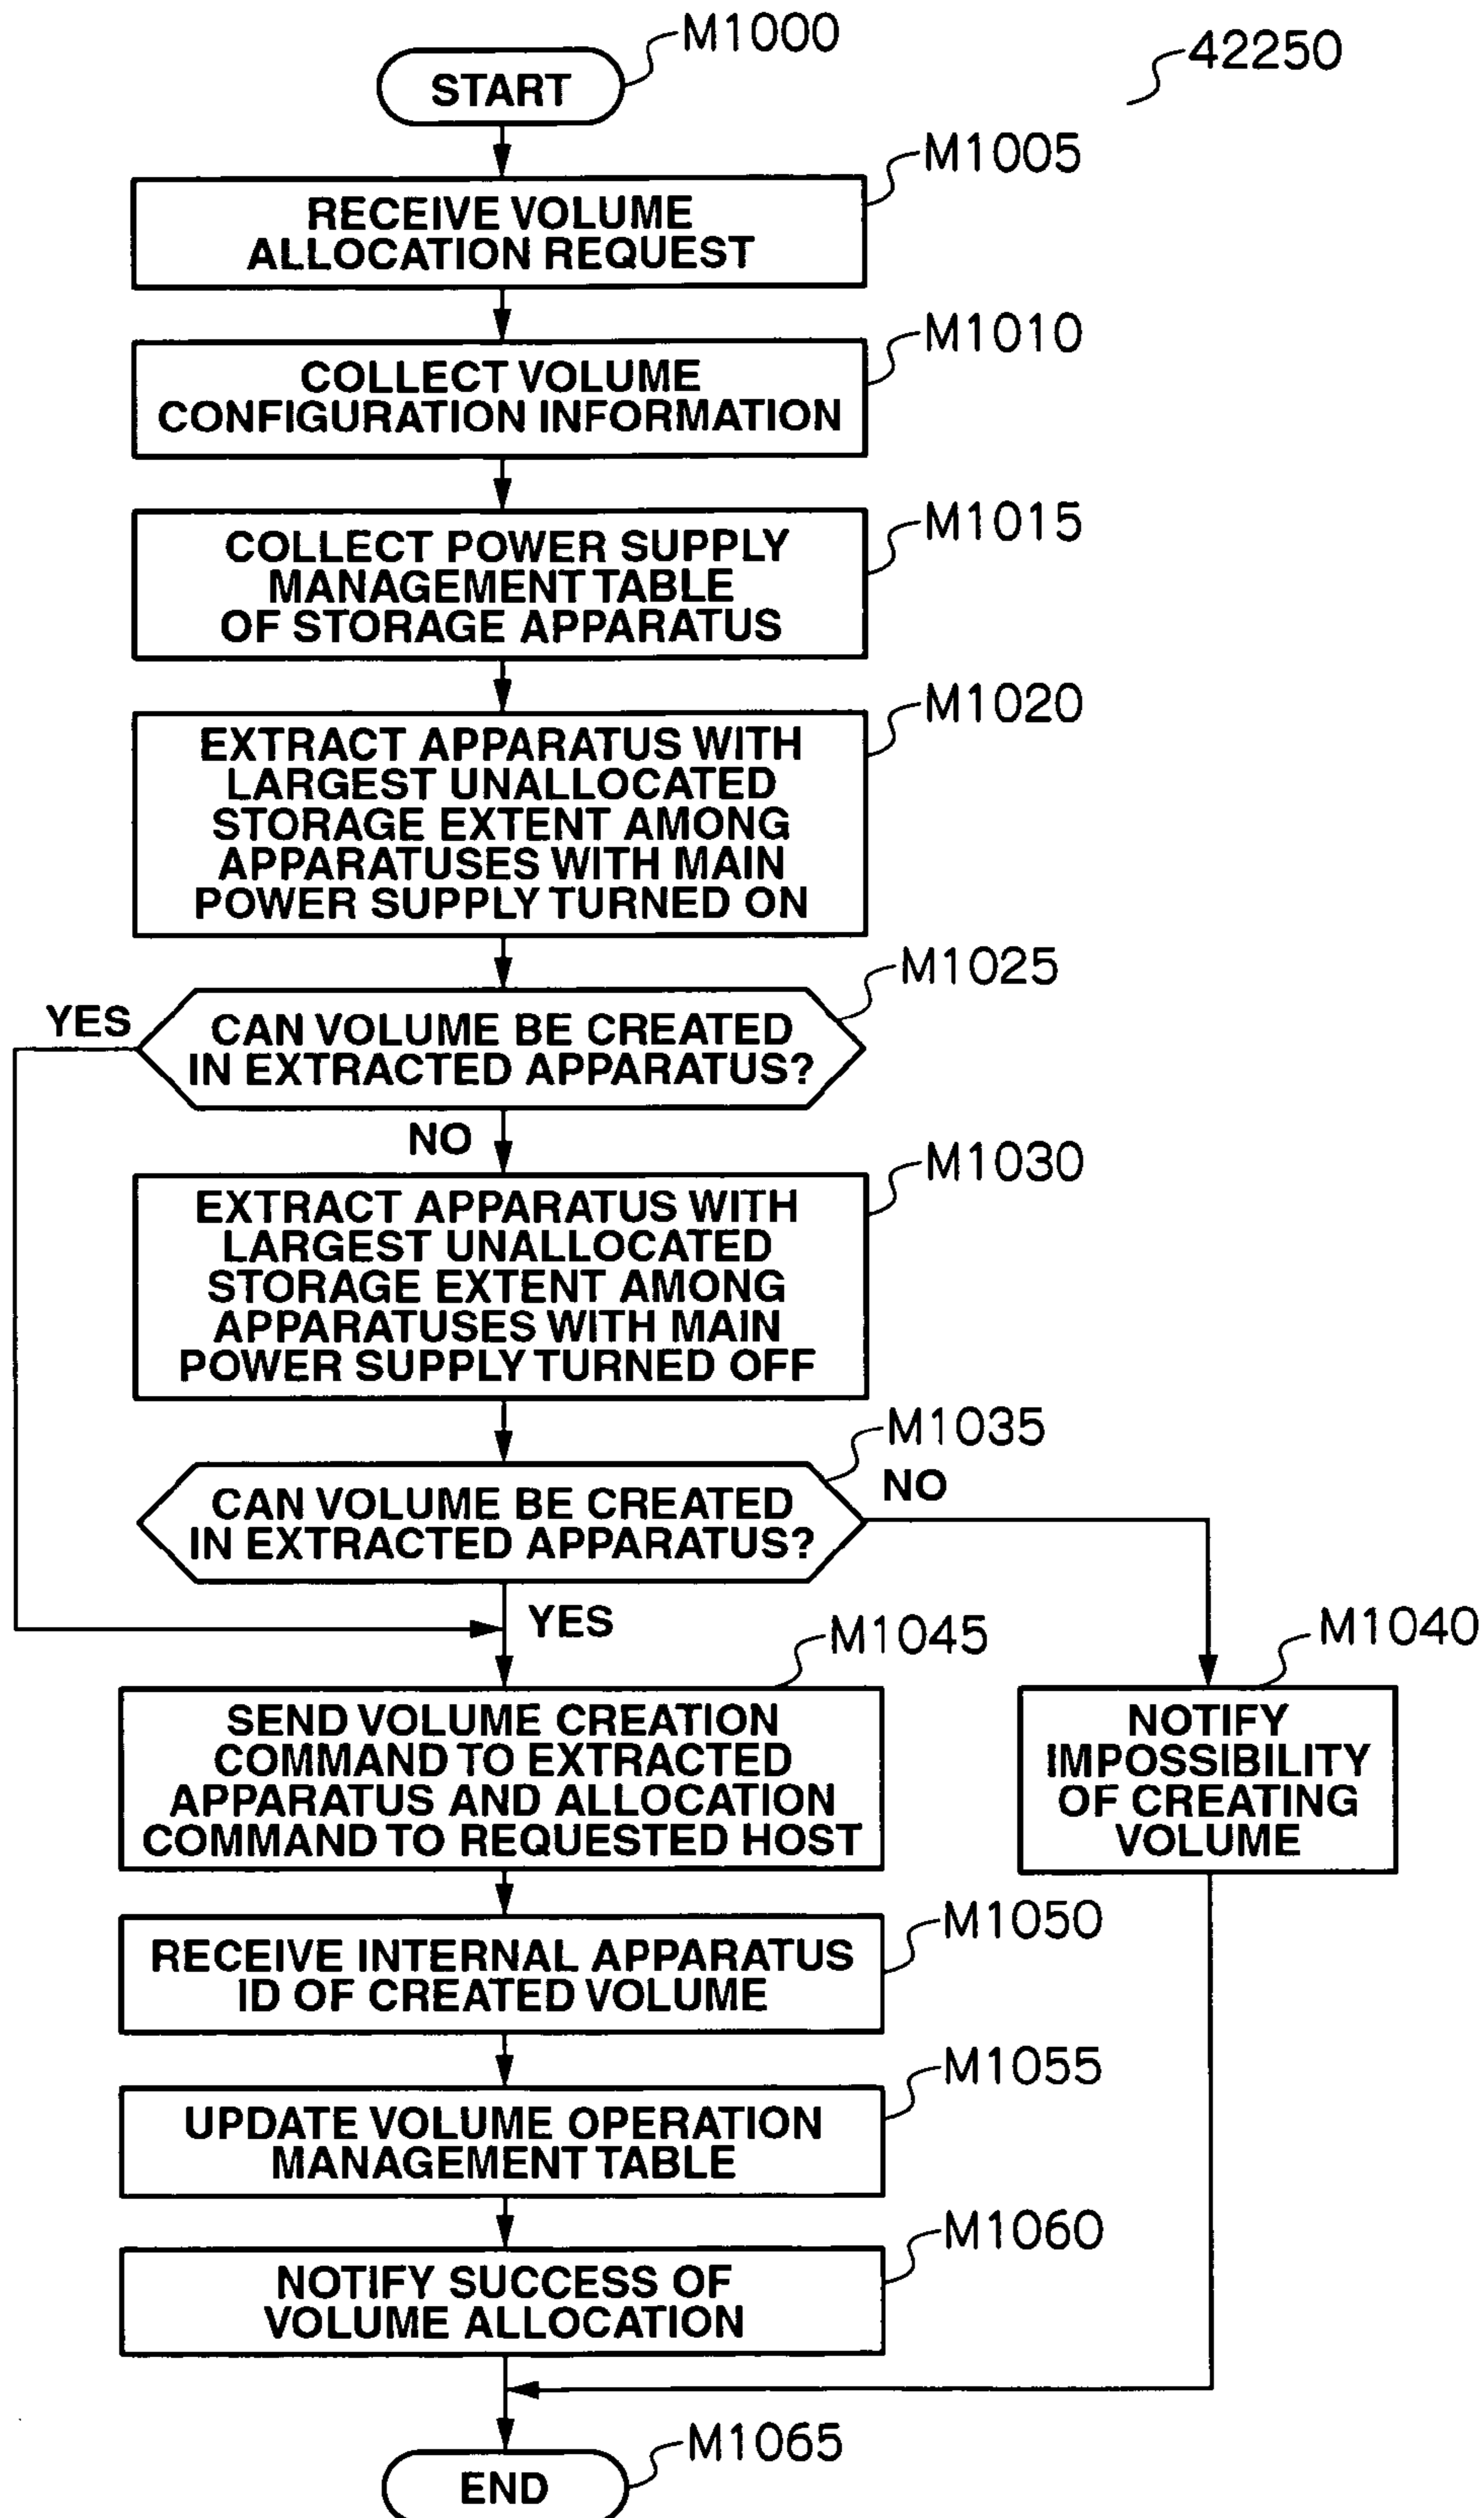 M1000
42250
START
M1005
RECEIVE VOLUME
ALLOCATION REQUEST
M1010
COLLECT VOLUME
CONFIGURATION INFORMATION
M1015
COLLECT POWER SUPPLY
MANAGEMENT TABLE
OF STORAGE APPARATUS
M1020
EXTRACT APPARATUS WITH
LARGEST UNALLOCATED
STORAGE EXTENT AMONG
APPARATUSES WITH MAIN
POWER SUPPLY TURNED ON
M1025
YES
CAN VOLUME BE CREATED
IN EXTRACTED APPARATUS?
NO
M1030
EXTRACT APPARATUS WITH
LARGEST UNALLOCATED
STORAGE EXTENT AMONG
APPARATUSES WITH MAIN
POWER SUPPLY TURNED OFF
M1035
NO
CAN VOLUME BE CREATED
IN EXTRACTED APPARATUS?
YES
M1045
M1040
SEND VOLUME CREATION
COMMAND TO EXTRACTED
APPARATUS AND ALLOCATION
COMMAND TO REQUESTED HOST
NOTIFY
IMPOSSIBILITY
OF CREATING
VOLUME
M1050
RECEIVE INTERNAL APPARATUS
ID OF CREATED VOLUME
M1055
UPDATE VOLUME OPERATION
MANAGEMENT TABLE
M1060
NOTIFY SUCCESS OF
VOLUME ALLOCATION
M1065
END